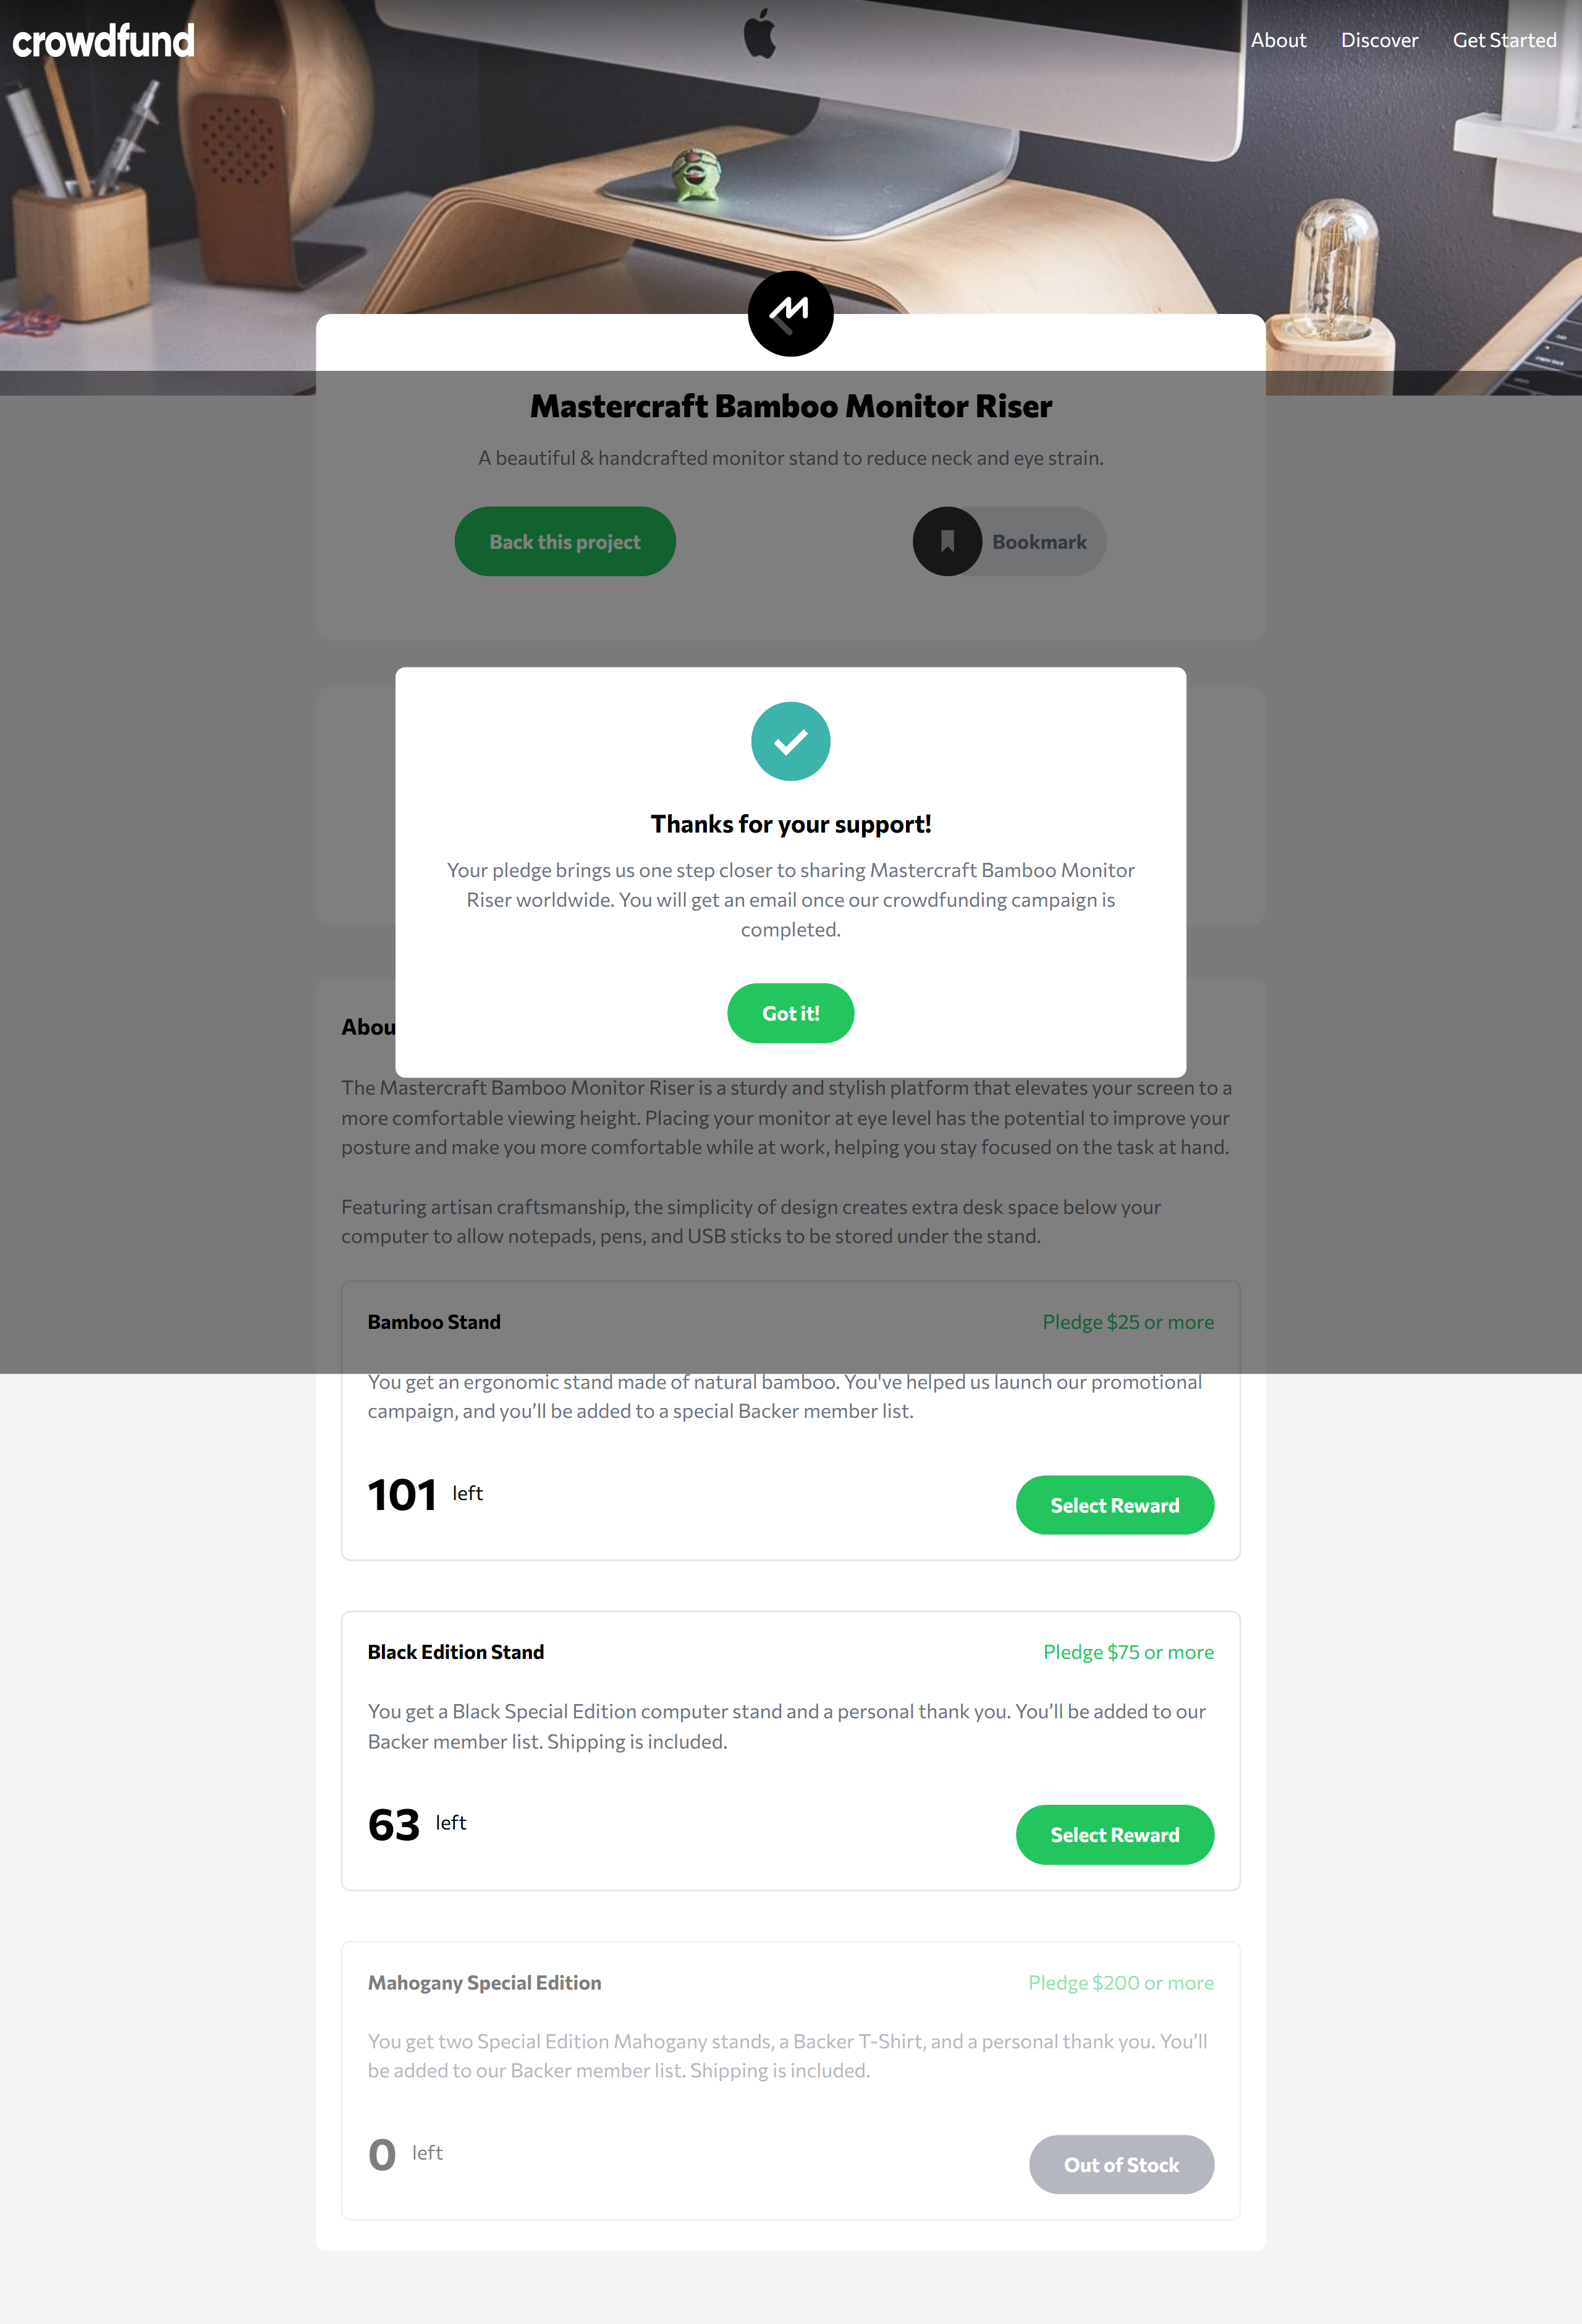 crowdfund
About
Discover
Get Started
Mastercraft Bamboo Monitor Riser
A beautiful & handcrafted monitor stand to reduce neck and eye strain.
Back this project
Bookmark
Thanks for your support!
Your pledge brings us one step closer to sharing Mastercraft Bamboo Monitor
Riser worldwide. You will get an email once our crowdfunding campaign is
completed.
Got it!
Abou
The Mastercraft Bamboo Monitor Riser is a sturdy and stylish platform that elevates your screen to a
more comfortable viewing height. Placing your monitor at eye level has the potential to improve your
posture and make you more comfortable while at work, helping you stay focused on the task at hand.
Featuring artisan craftsmanship, the simplicity of design creates extra desk space below your
computer to allow notepads, pens, and USB sticks to be stored under the stand.
Bamboo Stand
Pledge $25 or more
You get an ergonomic stand made of natural bamboo. You've helped us launch our promotional
campaign, and you’ll be added to a special Backer member list.
101 left
Select Reward
Black Edition Stand
Pledge $75 or more
You get a Black Special Edition computer stand and a personal thank you. You’ll be added to our
Backer member list. Shipping is included.
63 left
Select Reward
Mahogany Special Edition
Pledge $200 or more
You get two Special Edition Mahogany stands, a Backer T-Shirt, and a personal thank you. You’ll
be added to our Backer member list. Shipping is included.
0 left
Out of Stock